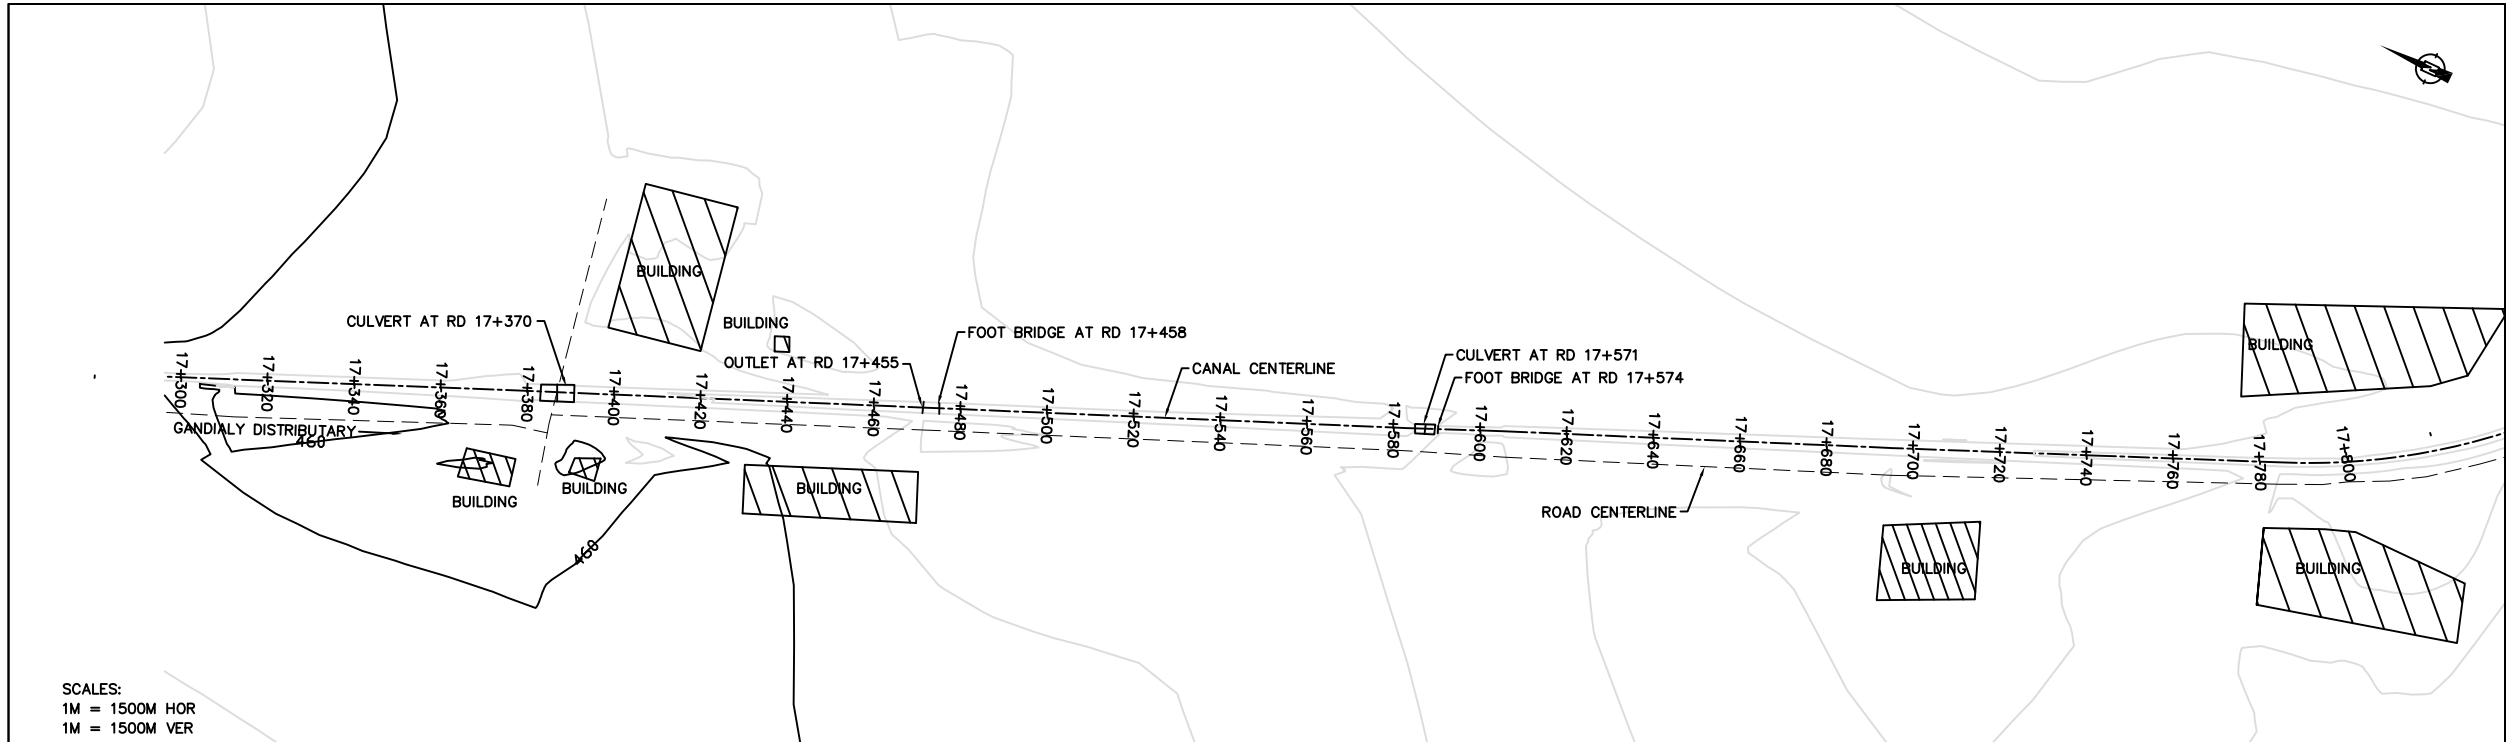 BUILDING
CULVERT AT RD 17+370
BUILDING
FOOT BRIDGE AT RD 17+458
OUTLET AT RD 17+455
CANAL CENTERLINE
CULVERT AT RD 17+571
FOOT BRIDGE AT RD 17+574
BUILDING
17+300
17+320
17+340
17+360
17+380
17+400
17+420
17+440
17+460
17+480
17+500
17+520
17+540
17+560
17+580
17+600
17+620
17+640
17+660
17+680
17+700
17+720
17+740
17+760
17+780
17+800
GANDIALY DISTRIBUTARY
460
BUILDING
BUILDING
BUILDING
ROAD CENTERLINE
460
BUILDING
BUILDING
SCALES:
1M = 1500M HOR
1M = 1500M VER